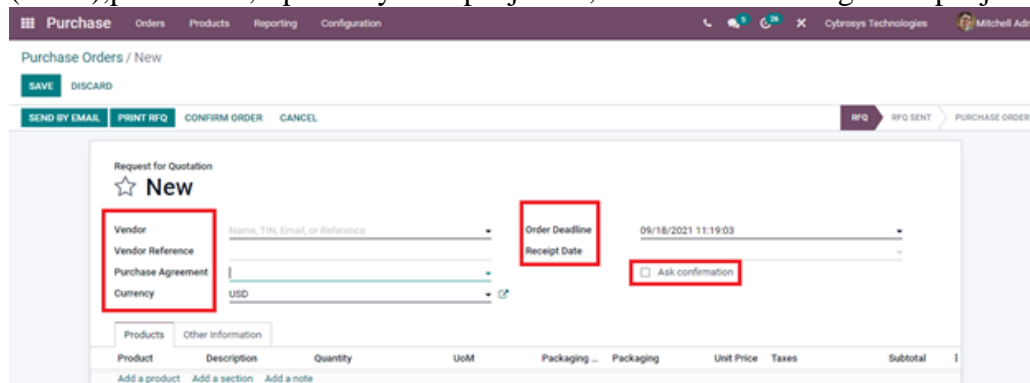 Purchase Orders Products Reporting Configuration 5 26 Cybrosys Technologies Mitchell Adm
Purchase Orders / New
SAVE DISCARD
SEND BY EMAIL PRINT RFQ CONFIRM ORDER CANCEL RFQ RFQ SENT PURCHASE ORDER
Request for Quotation
New
Vendor Name, TIN, Email, or Reference Order Deadline 09/18/2021 11:19:03
Vendor Reference Receipt Date
Purchase Agreement Ask confirmation
Currency USD
Products Other Information
Product Description Quantity UoM Packaging ... Packaging Unit Price Taxes Subtotal
Add a product Add a section Add a note